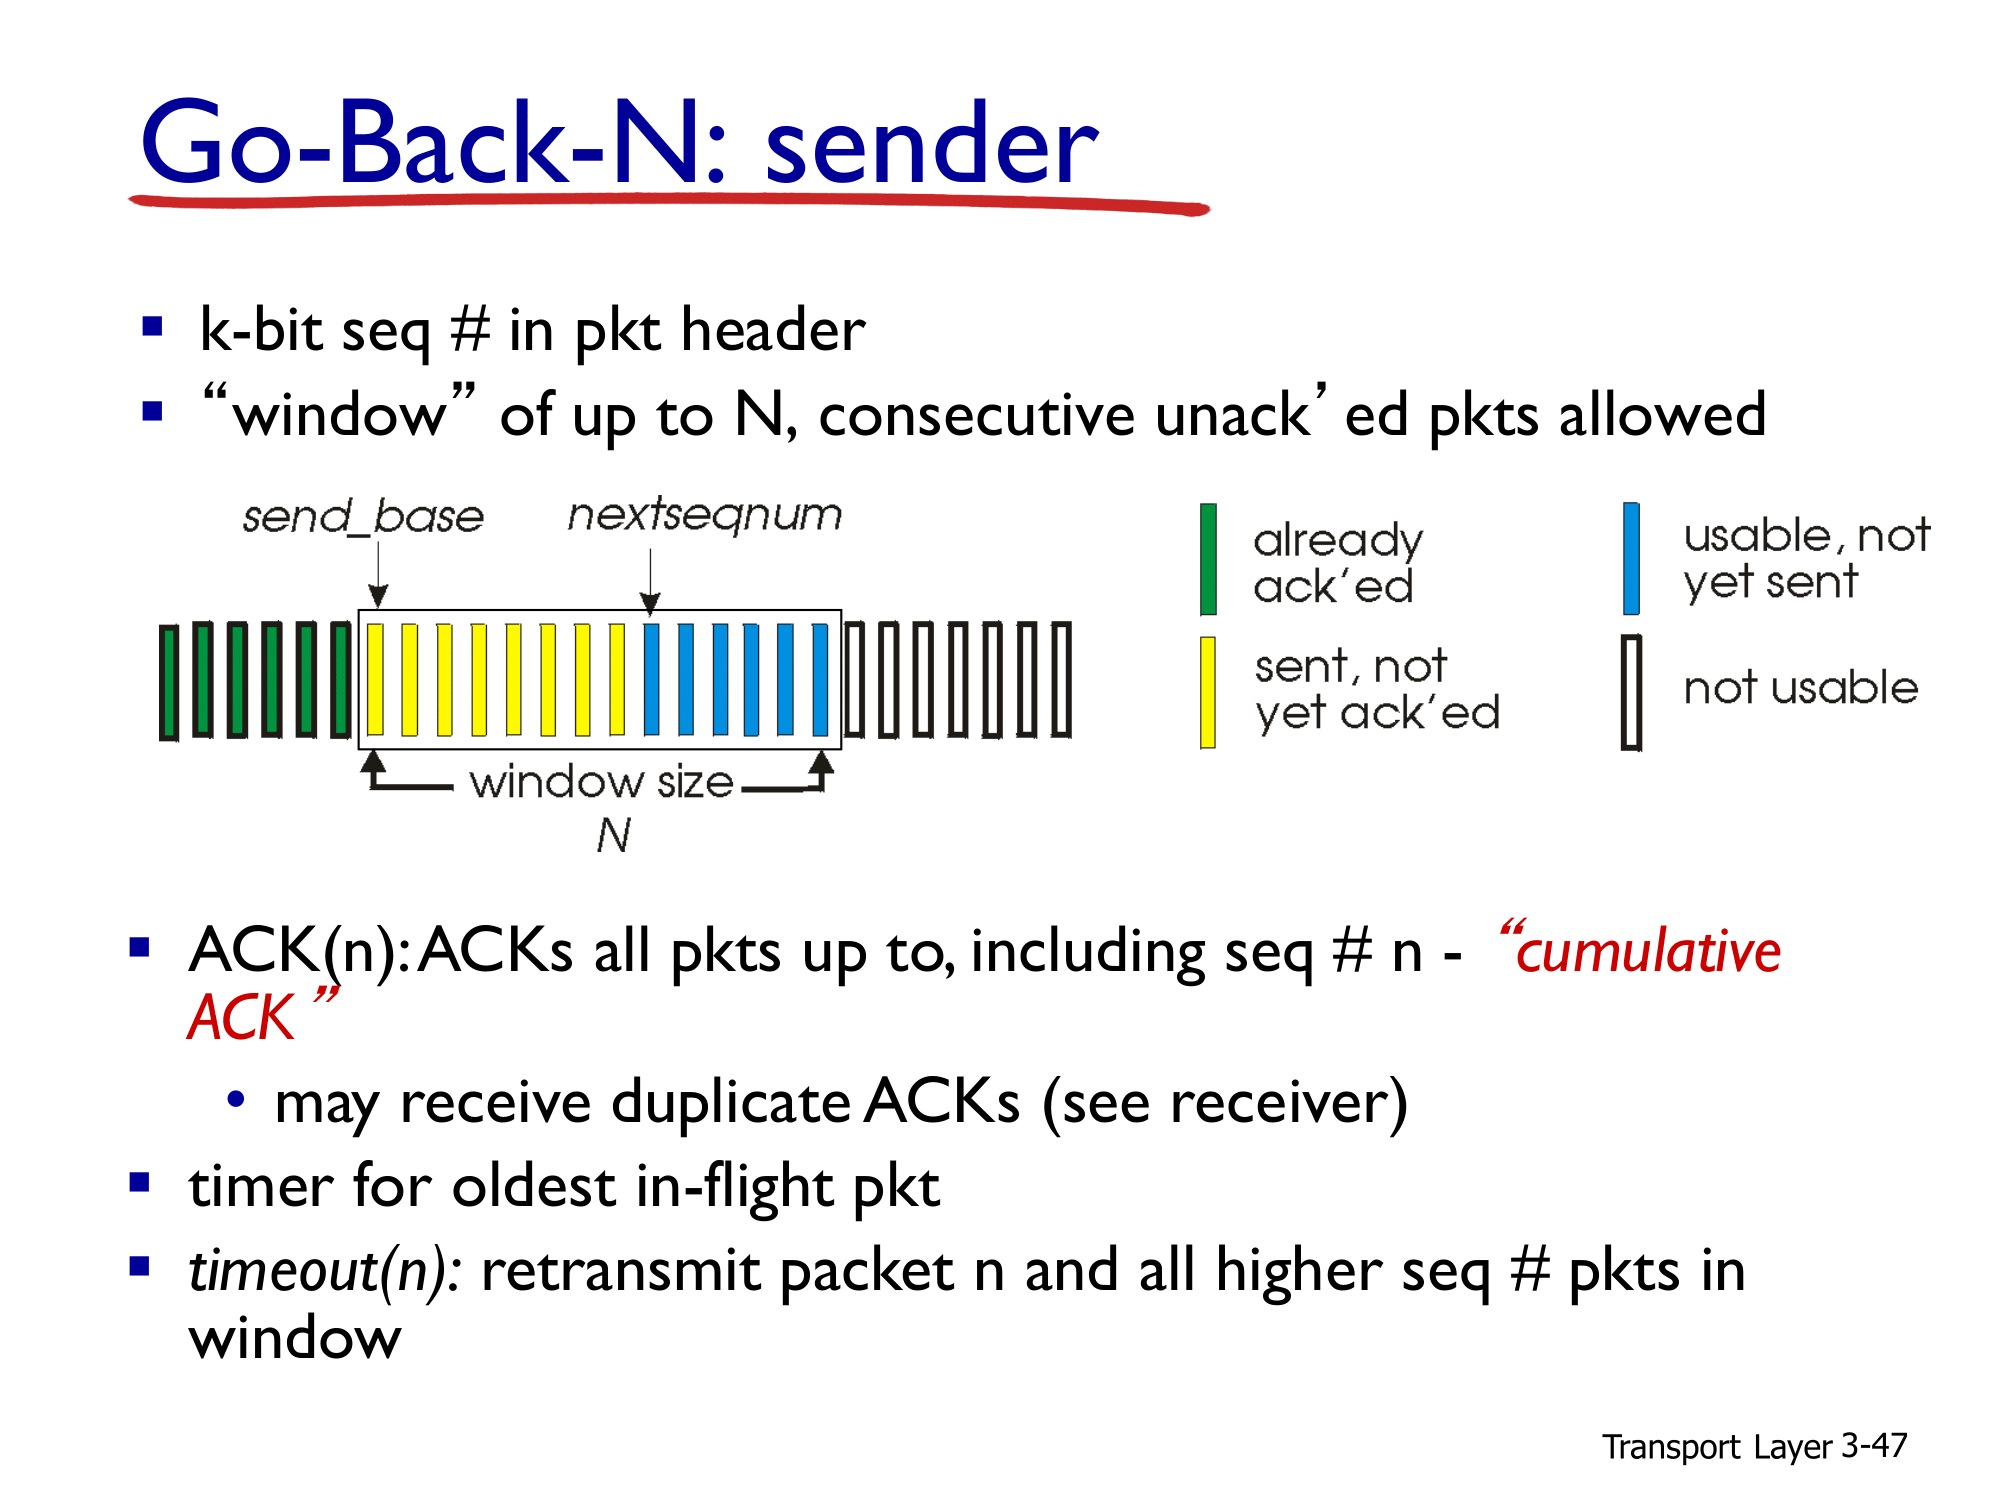 Go-Back-N: sender
▪ k-bit seq # in pkt header
▪ “window” of up to N, consecutive unack’ed pkts allowed
send_base nextseqnum
already
ack’ed
usable, not
yet sent
sent, not
yet ack’ed
not usable
window size
N
▪ ACK(n): ACKs all pkts up to, including seq # n - “cumulative
ACK”
• may receive duplicate ACKs (see receiver)
▪ timer for oldest in-flight pkt
▪ timeout(n): retransmit packet n and all higher seq # pkts in
window
Transport Layer 3-47